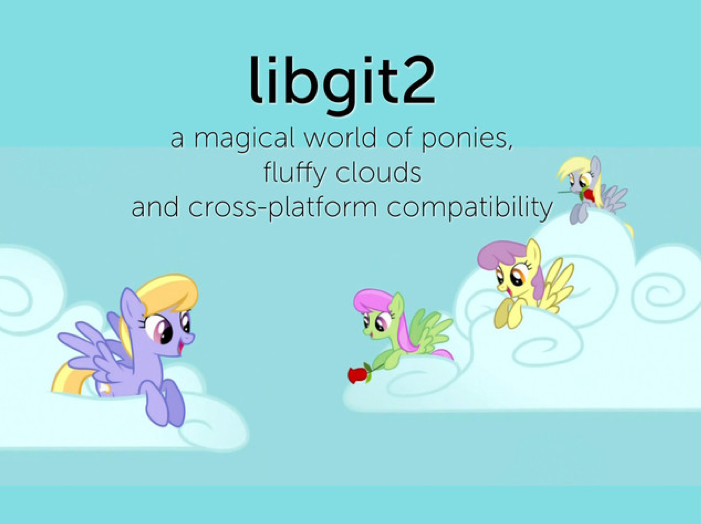 libgit2
a magical world of ponies,
fluffy clouds
and cross-platform compatibility